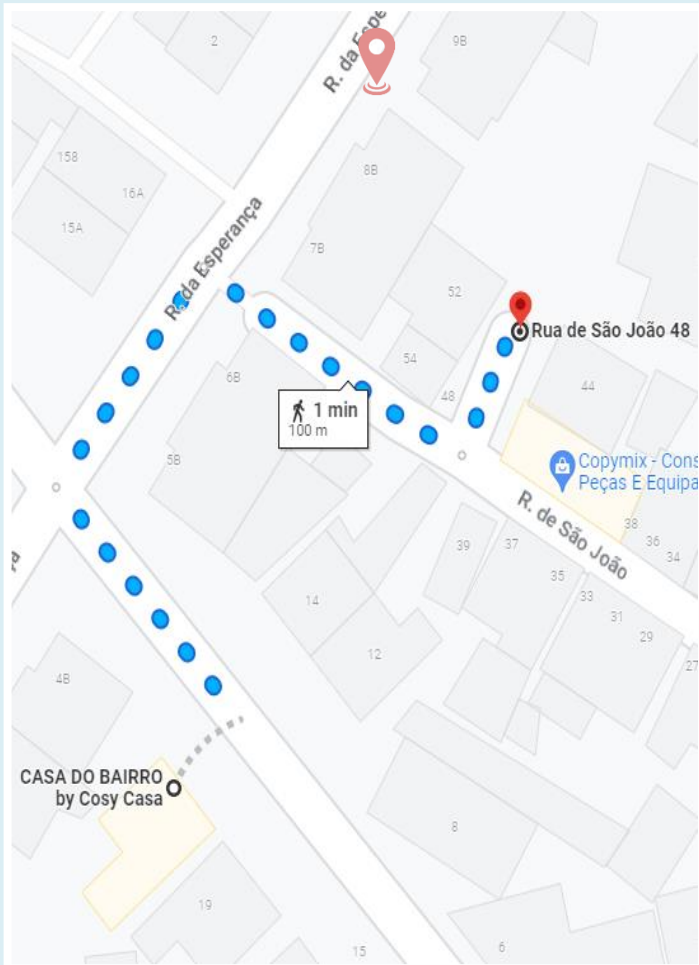 2
R. da Espe
9B
15B
16A
8B
15A
R. da Esperança
7B
52
Rua de São João 48
54
6B
44
48
1 min
100 m
5B
Copymix - Cons
Peças E Equipa
R. de São João
38
36
34
39
37
35
33
31
29
27
14
12
4B
CASA DO BAIRRO
by Cosy Casa
8
19
15
6